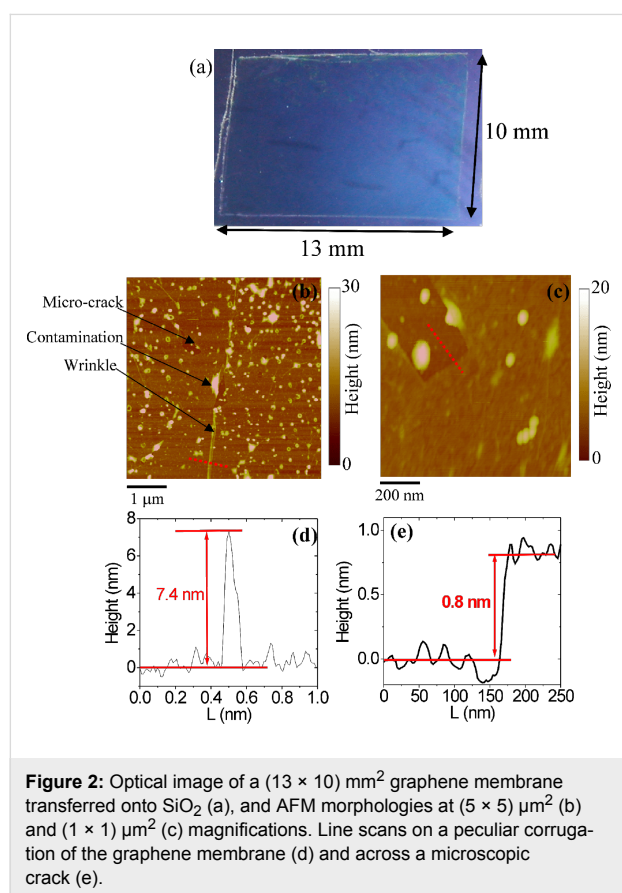 (a)
10 mm
13 mm
(b)
30
Height (nm)
0
Micro-crack
Contamination
Wrinkle
1 μm
(c)
20
Height (nm)
0
200 nm
(d)
8
7
6
5
4
3
2
1
0
Height (nm)
7.4 nm
0.0 0.2 0.4 0.6 0.8 1.0
L (nm)
(e)
1.0
0.5
0.0
Height (nm)
0.8 nm
0 50 100 150 200 250
L (nm)
Figure 2: Optical image of a (13 × 10) mm² graphene membrane
transferred onto SiO₂ (a), and AFM morphologies at (5 × 5) μm² (b)
and (1 × 1) μm² (c) magnifications. Line scans on a peculiar corruga-
tion of the graphene membrane (d) and across a microscopic
crack (e).